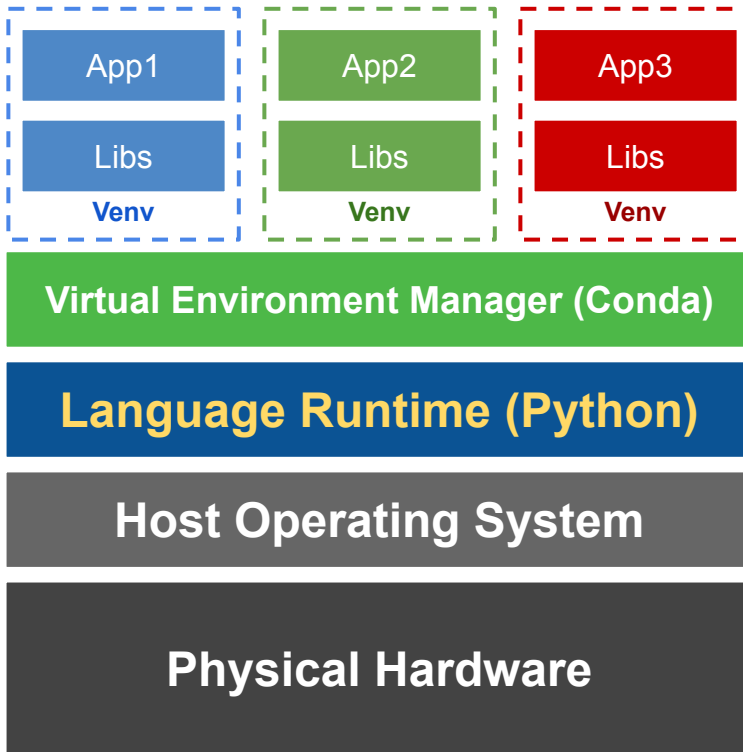 App1
App2
App3
Libs
Libs
Libs
Venv
Venv
Venv
Virtual Environment Manager (Conda)
Language Runtime (Python)
Host Operating System
Physical Hardware